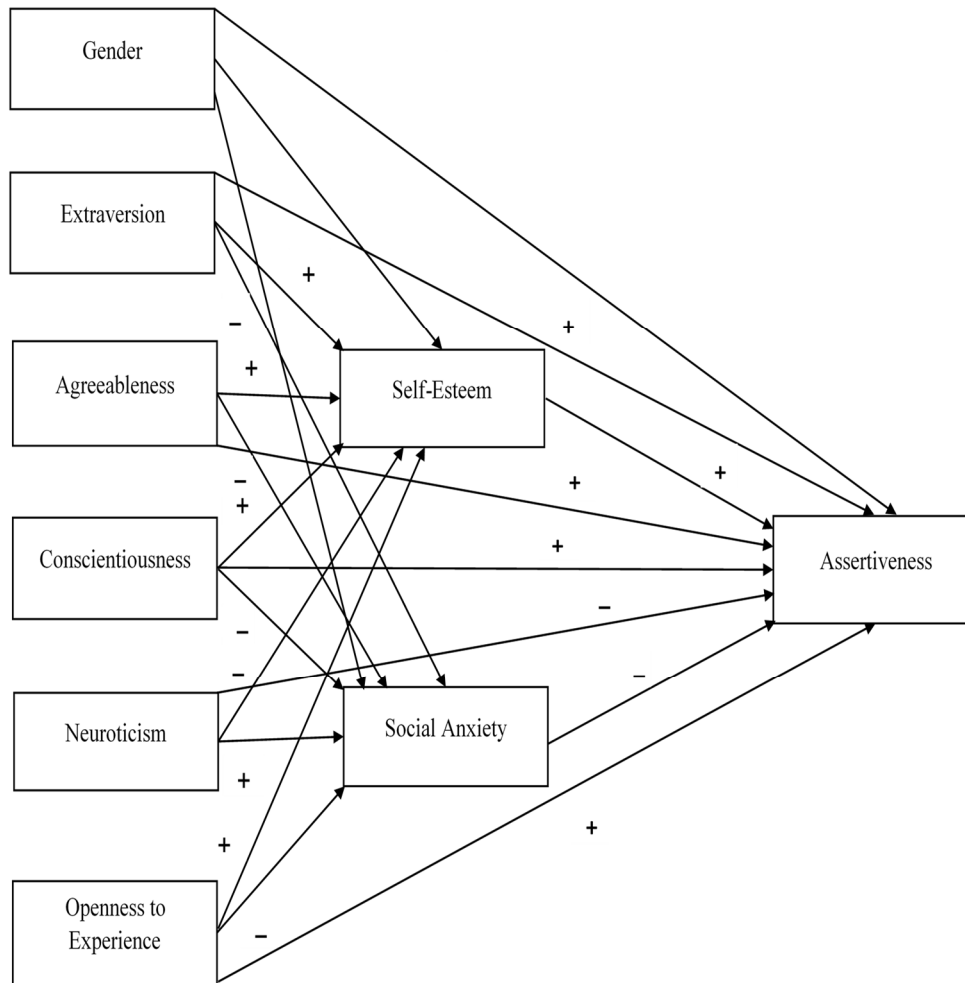 Gender
Extraversion
+
+
−
+
Agreeableness
Self-Esteem
−
+
+
+
Conscientiousness
+
Assertiveness
−
−
−
−
Neuroticism
Social Anxiety
+
+
+
Openness to
Experience
−